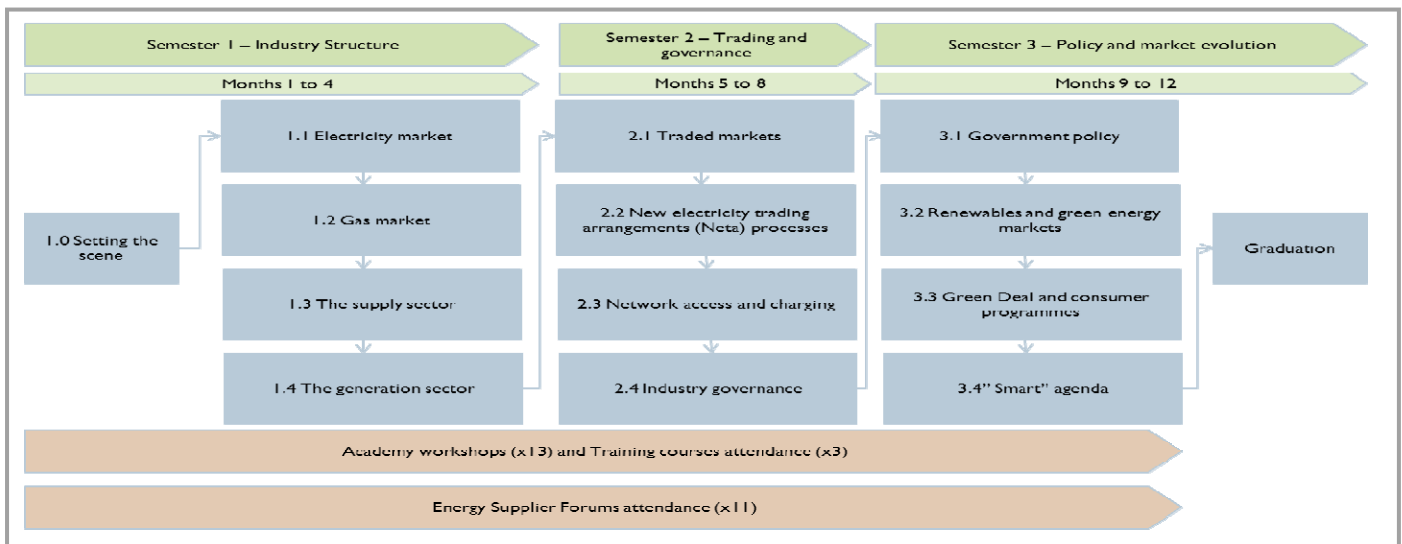 Semester 1 – Industry Structure
Semester 2 – Trading and
governance
Semester 3 – Policy and market evolution
Months 1 to 4
Months 5 to 8
Months 9 to 12
1.0 Setting the
scene
1.1 Electricity market
1.2 Gas market
1.3 The supply sector
1.4 The generation sector
2.1 Traded markets
2.2 New electricity trading
arrangements (Neta) processes
2.3 Network access and charging
2.4 Industry governance
3.1 Government policy
3.2 Renewables and green energy
markets
3.3 Green Deal and consumer
programmes
3.4” Smart” agenda
Graduation
Academy workshops (x13) and Training courses attendance (x3)
Energy Supplier Forums attendance (x11)